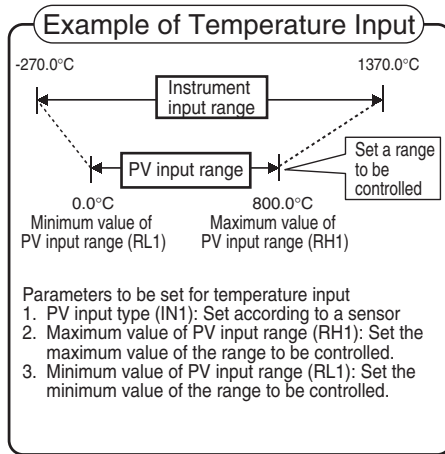 Example of Temperature Input
-270.0°C 1370.0°C
Instrument
input range
PV input range
Set a range
to be
controlled
0.0°C 800.0°C
Minimum value of Maximum value of
PV input range (RL1) PV input range (RH1)
Parameters to be set for temperature input
1. PV input type (IN1): Set according to a sensor
2. Maximum value of PV input range (RH1): Set the
maximum value of the range to be controlled.
3. Minimum value of PV input range (RL1): Set the
minimum value of the range to be controlled.